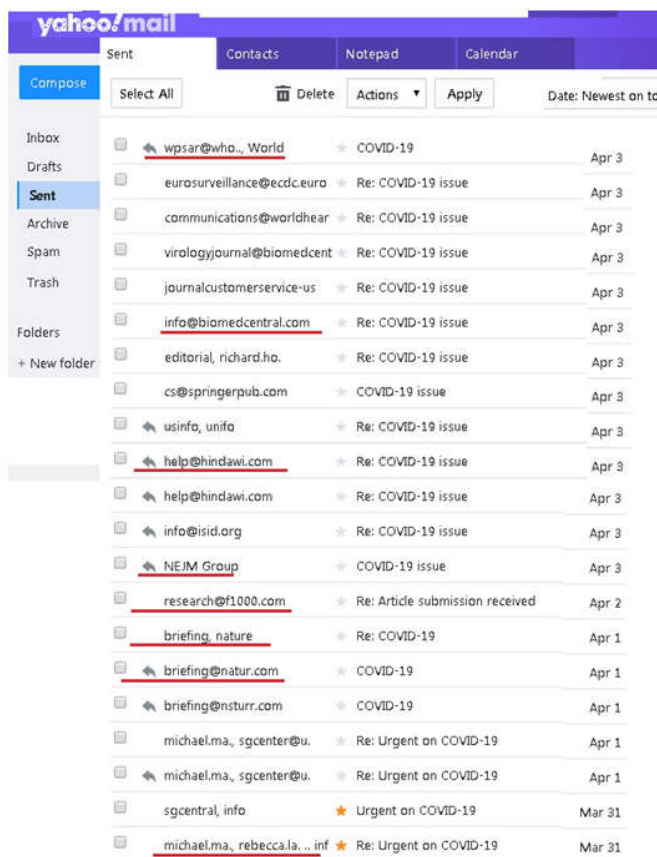 yahoo!mail
Sent Contacts Notepad Calendar
Compose
Select All Delete Actions Apply Date: Newest on to
Inbox
Drafts
Sent
Archive
Spam
Trash
Folders
+ New folder
wpsar@who.., World COVID-19 Apr 3
eurosurveillance@ecdc.euro Re: COVID-19 issue Apr 3
communications@worldhear Re: COVID-19 issue Apr 3
virologyjournal@biomedcent Re: COVID-19 issue Apr 3
journalcustomerservice-us Re: COVID-19 issue Apr 3
info@biomedcentral.com Re: COVID-19 issue Apr 3
editorial, richard.ho. Re: COVID-19 issue Apr 3
cs@springerpub.com COVID-19 issue Apr 3
usinfo, unifo Re: COVID-19 issue Apr 3
help@hindawi.com Re: COVID-19 issue Apr 3
help@hindawi.com Re: COVID-19 issue Apr 3
info@isid.org Re: COVID-19 issue Apr 3
NEJM Group COVID-19 issue Apr 3
research@f1000.com Re: Article submission received Apr 2
briefing, nature Re: COVID-19 Apr 1
briefing@natur.com COVID-19 Apr 1
briefing@nsturr.com COVID-19 Apr 1
michael.ma., sgcenter@u. Re: Urgent on COVID-19 Apr 1
michael.ma., sgcenter@u. Re: Urgent on COVID-19 Apr 1
sgcentral, info Urgent on COVID-19 Mar 31
michael.ma., rebecca.la. .. inf Re: Urgent on COVID-19 Mar 31